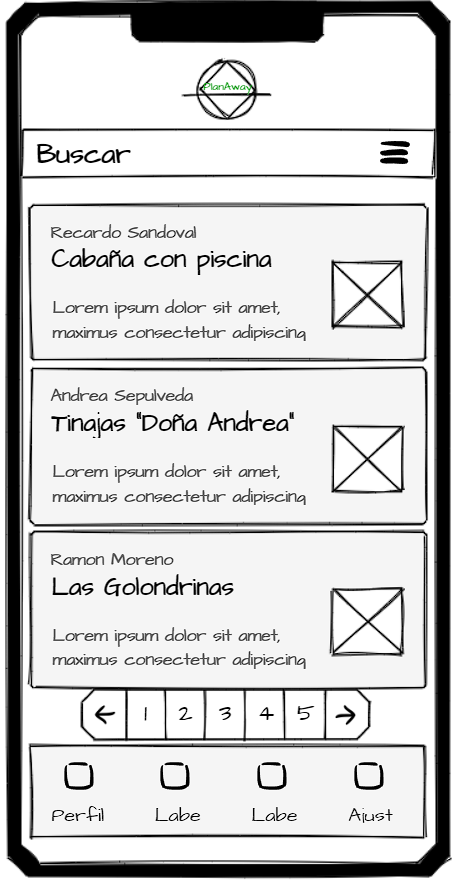 PlanAway
Buscar
Recardo Sandoval
Cabaña con piscina
Lorem ipsum dolor sit amet,
maximus consectetur adipiscing
Andrea Sepulveda
Tinajas "Doña Andrea"
Lorem ipsum dolor sit amet,
maximus consectetur adipiscing
Ramon Moreno
Las Golondrinas
Lorem ipsum dolor sit amet,
maximus consectetur adipiscing
← 1 2 3 4 5 →
Perfil Labe Labe Ajust